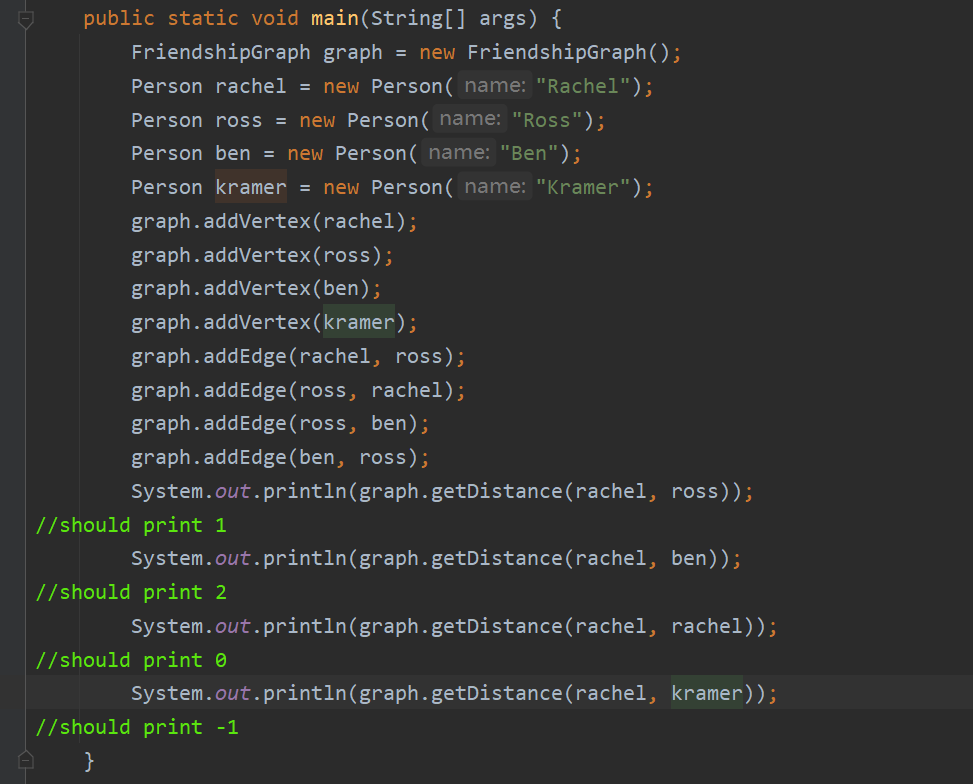 public static void main(String[] args) {
FriendshipGraph graph = new FriendshipGraph();
Person rachel = new Person( name: "Rachel");
Person ross = new Person( name: "Ross");
Person ben = new Person( name: "Ben");
Person kramer = new Person( name: "Kramer");
graph.addVertex(rachel);
graph.addVertex(ross);
graph.addVertex(ben);
graph.addVertex(kramer);
graph.addEdge(rachel, ross);
graph.addEdge(ross, rachel);
graph.addEdge(ross, ben);
graph.addEdge(ben, ross);
System.out.println(graph.getDistance(rachel, ross));
//should print 1
System.out.println(graph.getDistance(rachel, ben));
//should print 2
System.out.println(graph.getDistance(rachel, rachel));
//should print 0
System.out.println(graph.getDistance(rachel, kramer));
//should print -1
}